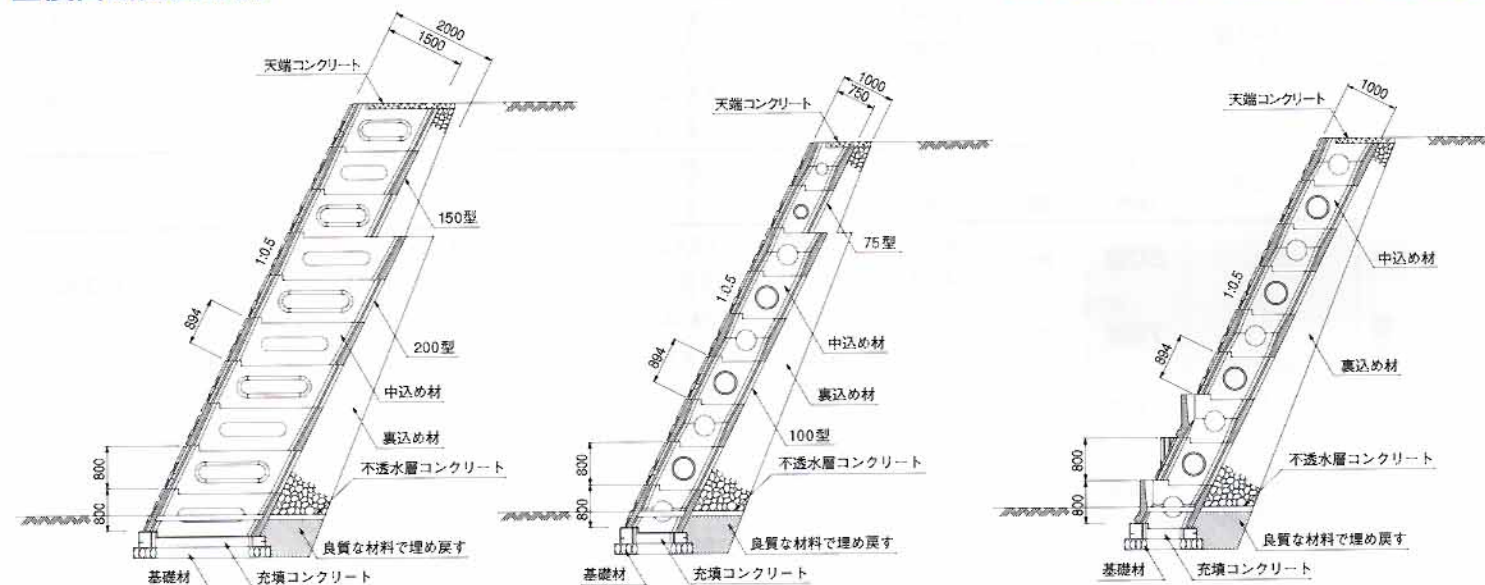 2000
1500
天端コンクリート
150型
1:0.5
894
200型
中込め材
裏込め材
800
不透水層コンクリート
800
良質な材料で埋め戻す
基礎材
充填コンクリート
1000
750
天端コンクリート
75型
1:0.5
中込め材
894
裏込め材
100型
800
不透水層コンクリート
800
良質な材料で埋め戻す
基礎材
充填コンクリート
1000
天端コンクリート
中込め材
1:0.5
裏込め材
894
800
不透水層コンクリート
800
良質な材料で埋め戻す
基礎材
充填コンクリート